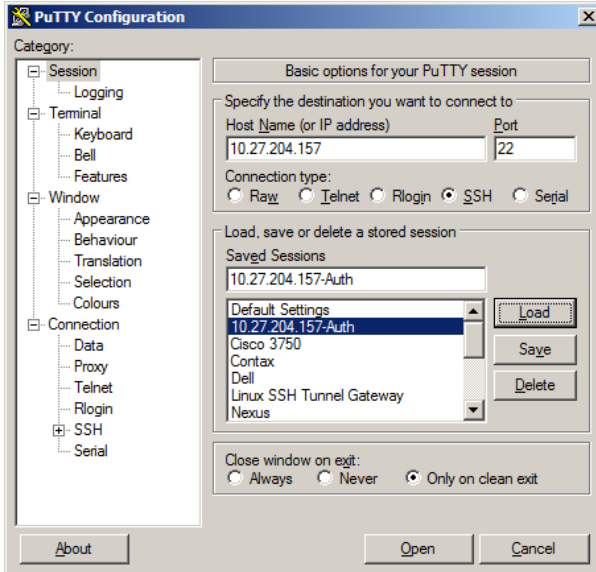 PuTTY Configuration
Category:
Session
Logging
Terminal
Keyboard
Bell
Features
Window
Appearance
Behaviour
Translation
Selection
Colours
Connection
Data
Proxy
Telnet
Rlogin
SSH
Serial
Basic options for your PuTTY session
Specify the destination you want to connect to
Host Name (or IP address) Port
10.27.204.157 22
Connection type:
Raw Telnet Rlogin SSH Serial
Load, save or delete a stored session
Saved Sessions
10.27.204.157-Auth
Default Settings
10.27.204.157-Auth
Cisco 3750
Contax
Dell
Linux SSH Tunnel Gateway
Nexus
Load
Save
Delete
Close window on exit:
Always Never Only on clean exit
About Open Cancel